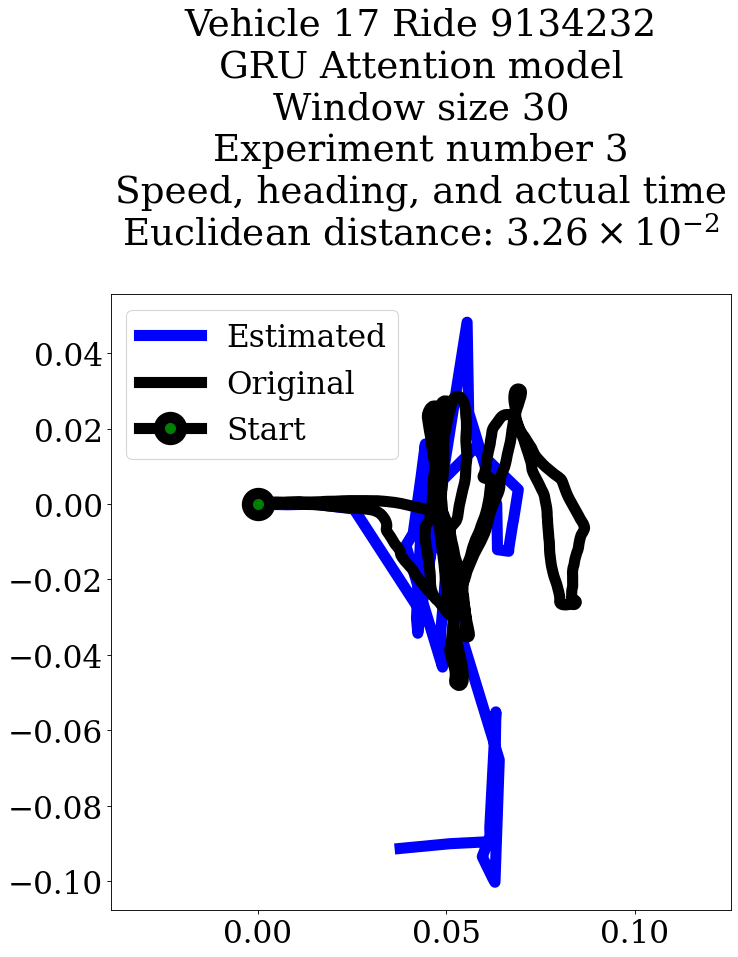 Vehicle 17 Ride 9134232
GRU Attention model
Window size 30
Experiment number 3
Speed, heading, and actual time
Euclidean distance: 3.26 × 10⁻²
Estimated
Original
Start
0.04
0.02
0.00
−0.02
−0.04
−0.06
−0.08
−0.10
0.00 0.05 0.10